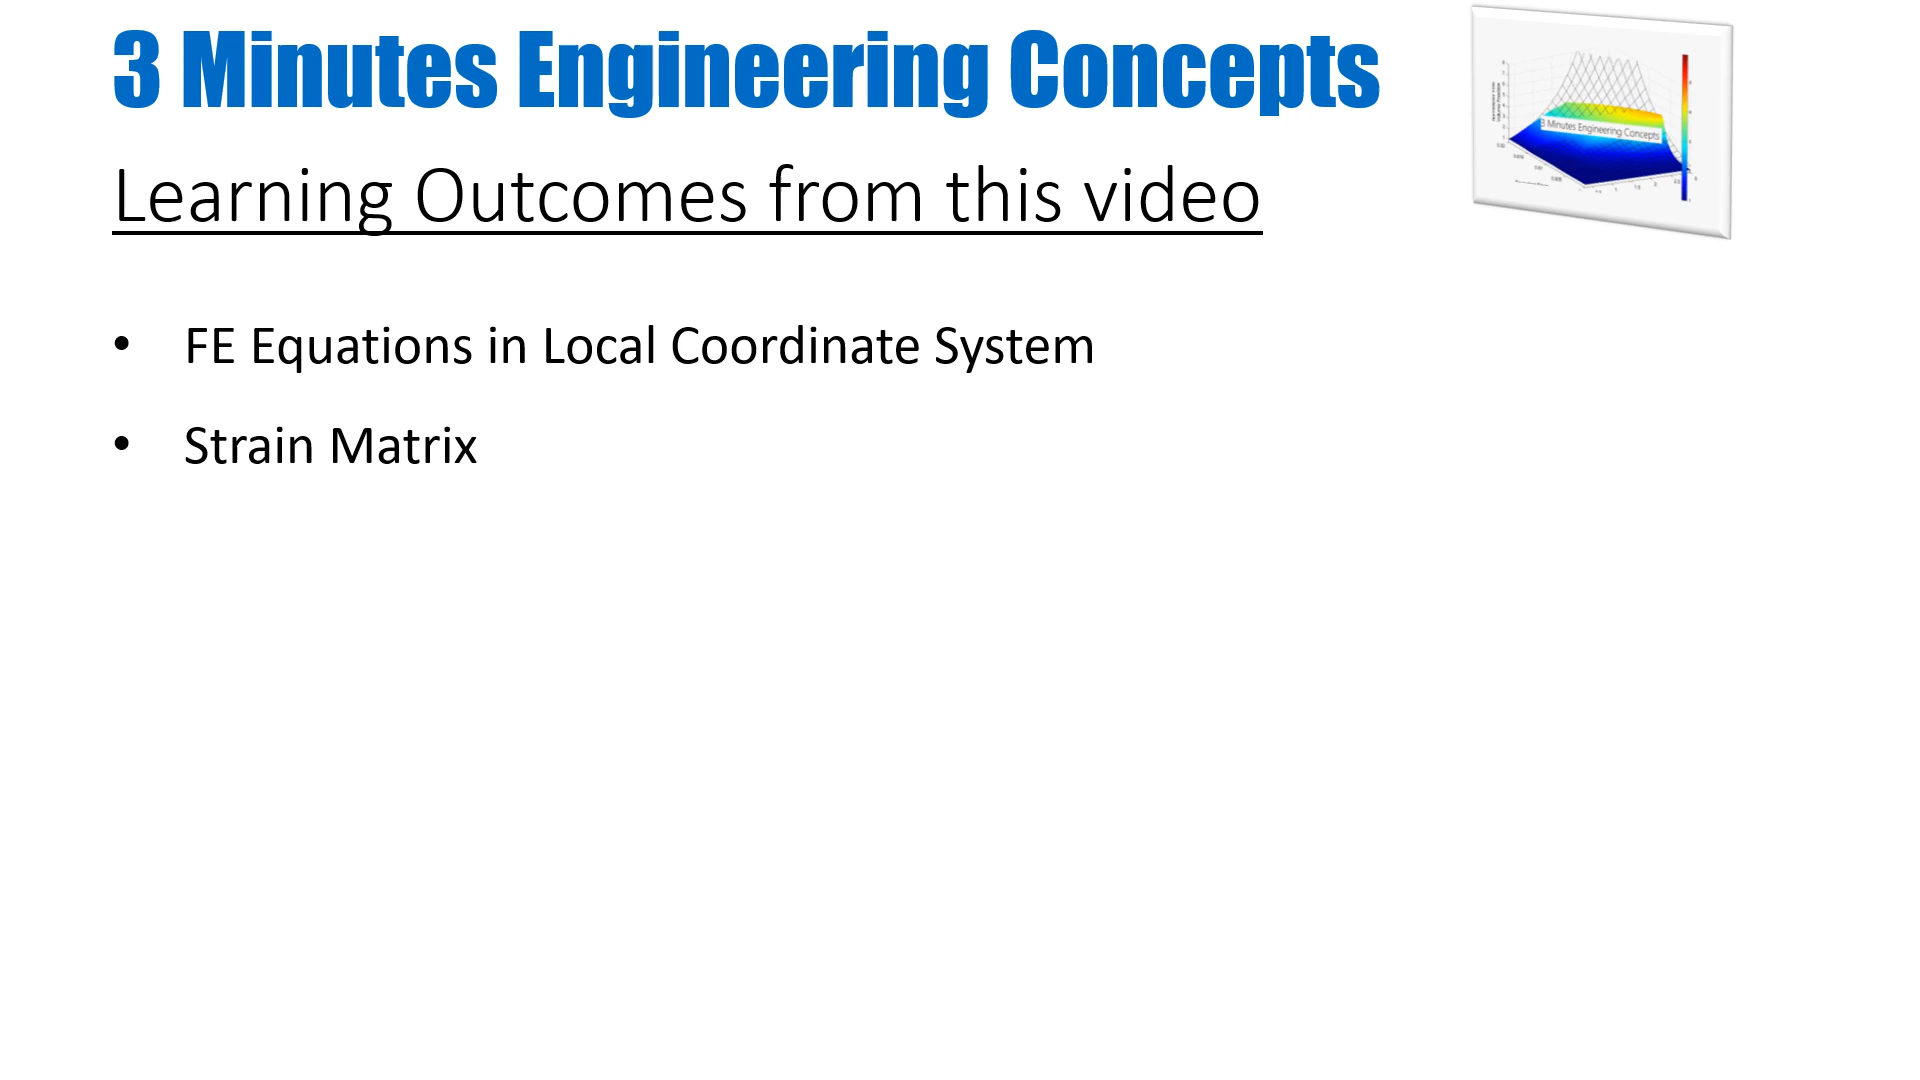 3 Minutes Engineering Concepts
Learning Outcomes from this video
• FE Equations in Local Coordinate System
• Strain Matrix
3 Minutes Engineering Concepts